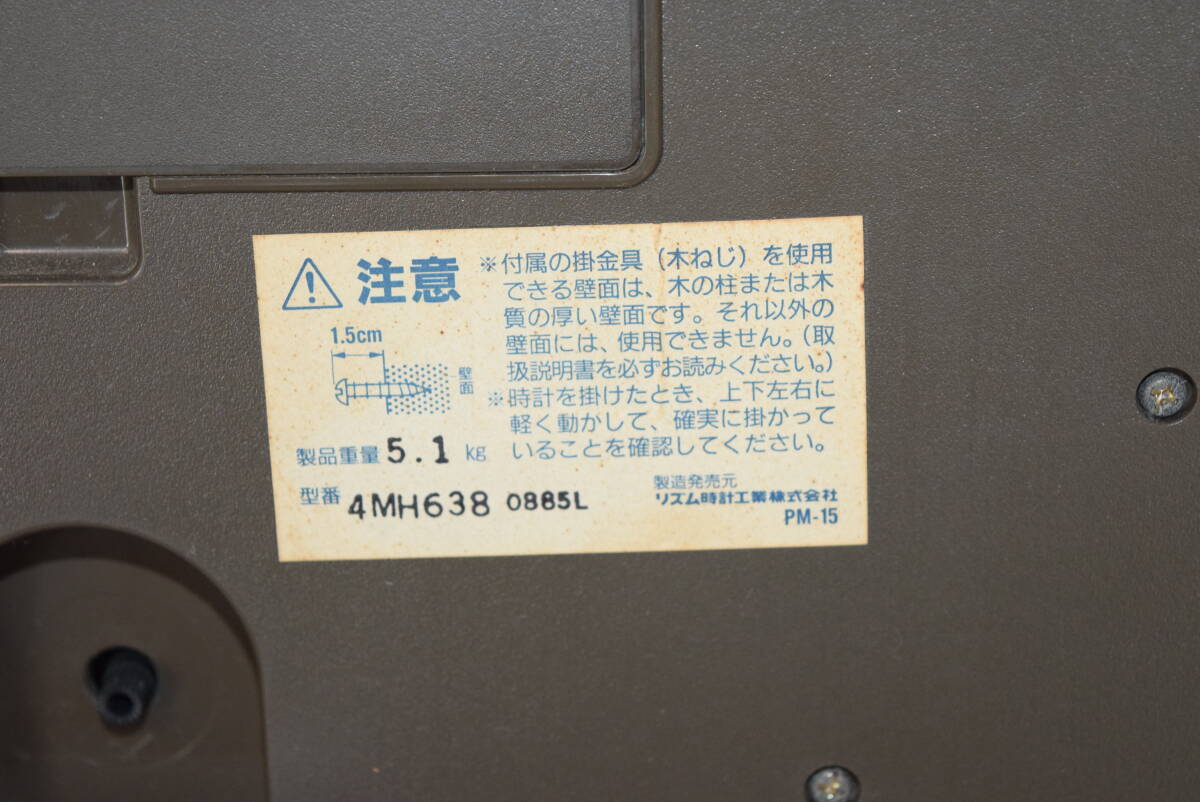 注意
※付属の掛金具(木ねじ)を使用
できる壁面は、木の柱または木
質の厚い壁面です。それ以外の
壁面には、使用できません。(取
扱説明書を必ずお読みください。)
※時計を掛けたとき、上下左右に
軽く動かして、確実に掛かって
いることを確認してください。
1.5cm
壁面
製品重量 5.1 kg
型番 4MH638 0885L
製造発売元
リズム時計工業株式会社
PM-15